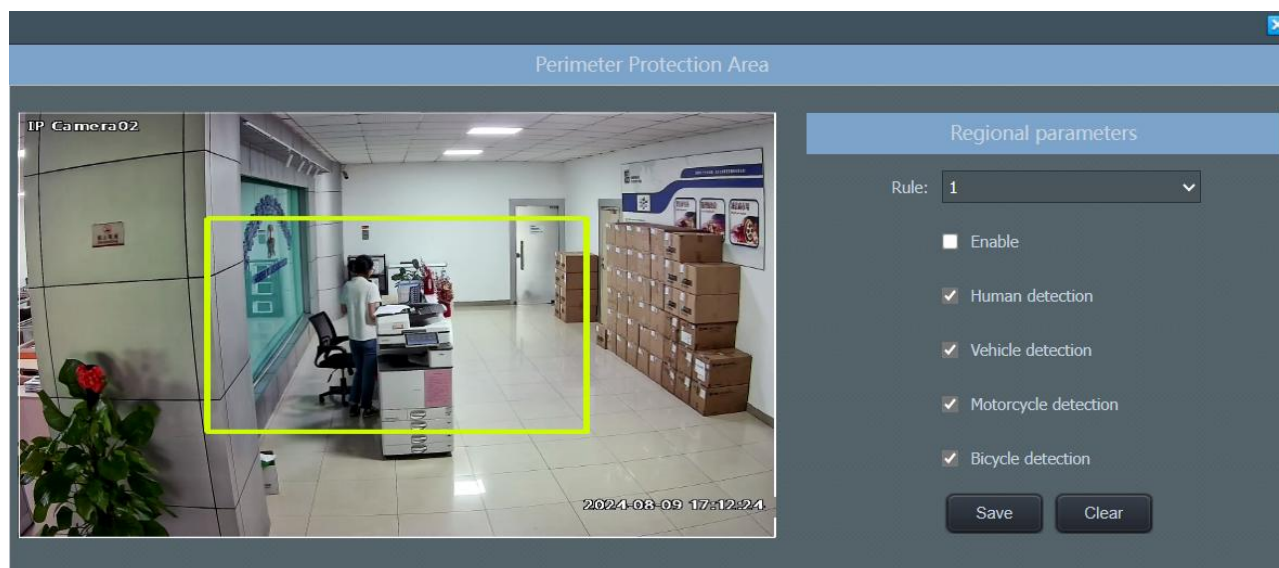 Perimeter Protection Area
IP Camera02
2024-08-09 17:12:24
Regional parameters
Rule: 1
Enable
Human detection
Vehicle detection
Motorcycle detection
Bicycle detection
Save
Clear